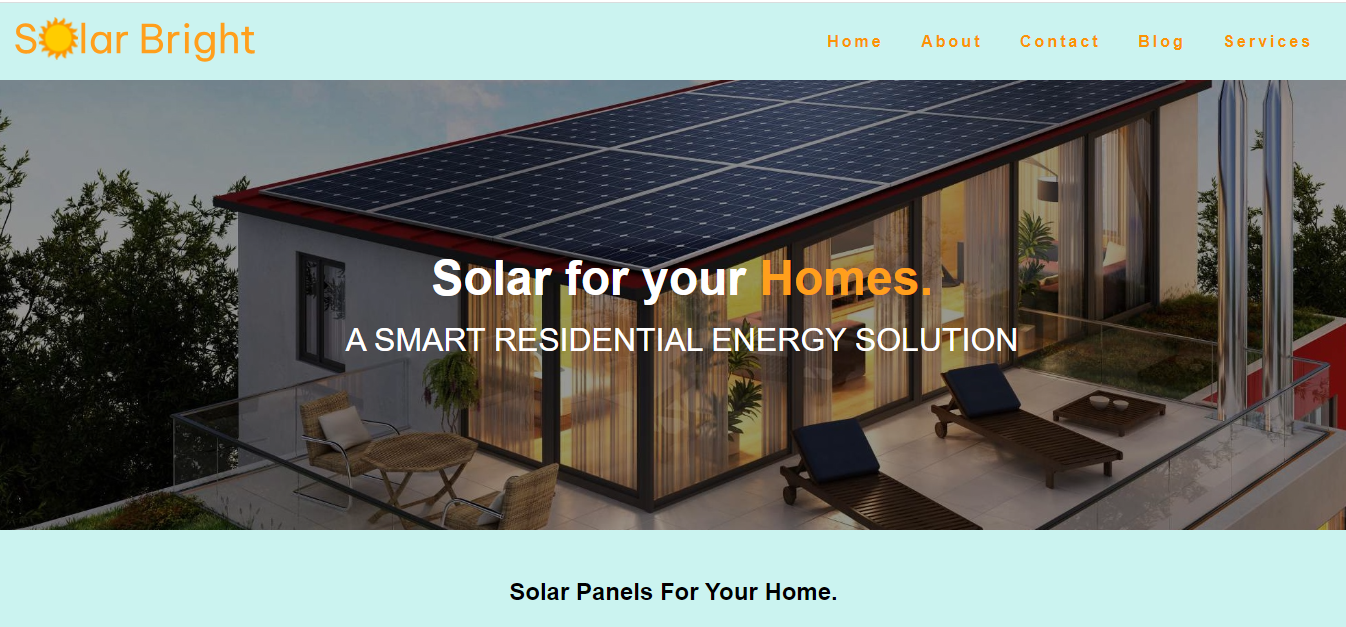 Solar Bright
Home About Contact Blog Services
Solar for your Homes.
A SMART RESIDENTIAL ENERGY SOLUTION
Solar Panels For Your Home.